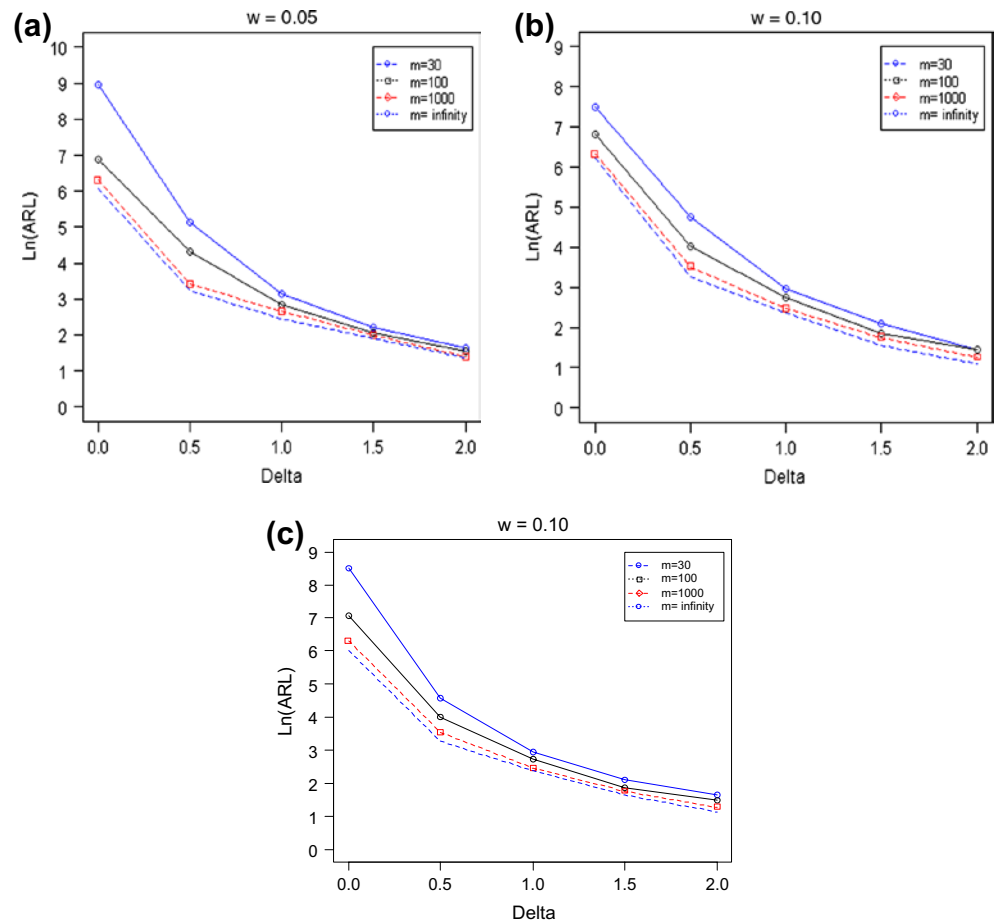 (a)
w = 0.05
10
9
8
7
6
5
4
3
2
1
0
Ln(ARL)
m=30
m=100
m=1000
m= infinity
0.0 0.5 1.0 1.5 2.0
Delta
(b)
w = 0.10
9
8
7
6
5
4
3
2
1
0
Ln(ARL)
m=30
m=100
m=1000
m= infinity
0.0 0.5 1.0 1.5 2.0
Delta
(c)
w = 0.10
9
8
7
6
5
4
3
2
1
0
Ln(ARL)
m=30
m=100
m=1000
m= infinity
0.0 0.5 1.0 1.5 2.0
Delta